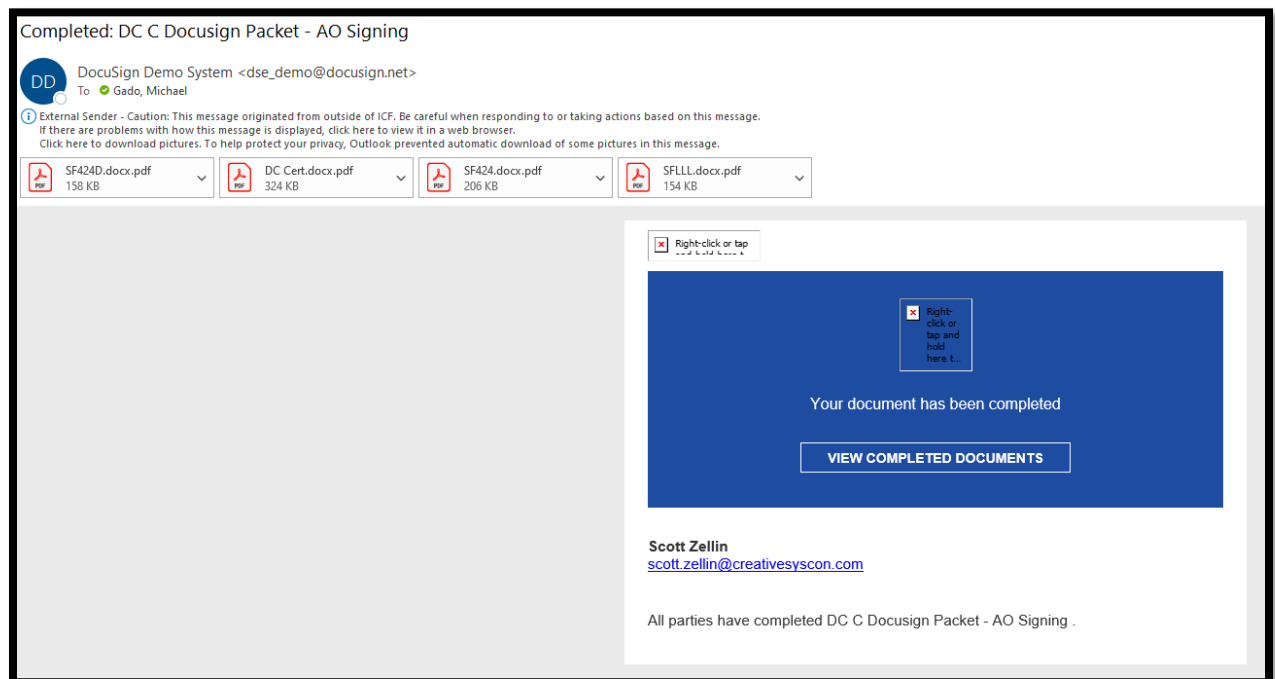 Completed: DC C Docusign Packet - AO Signing
DD
DocuSign Demo System <dse_demo@docusign.net>
To Gado, Michael
External Sender - Caution: This message originated from outside of ICF. Be careful when responding to or taking actions based on this message.
If there are problems with how this message is displayed, click here to view it in a web browser.
Click here to download pictures. To help protect your privacy, Outlook prevented automatic download of some pictures in this message.
PDF SF424D.docx.pdf 158 KB
PDF DC Cert.docx.pdf 324 KB
PDF SF424.docx.pdf 206 KB
PDF SFLLL.docx.pdf 154 KB
Right-click or tap
Right-
click or
tap and
hold
here t...
Your document has been completed
VIEW COMPLETED DOCUMENTS
Scott Zellin
scott.zellin@creativesyscon.com
All parties have completed DC C Docusign Packet - AO Signing .